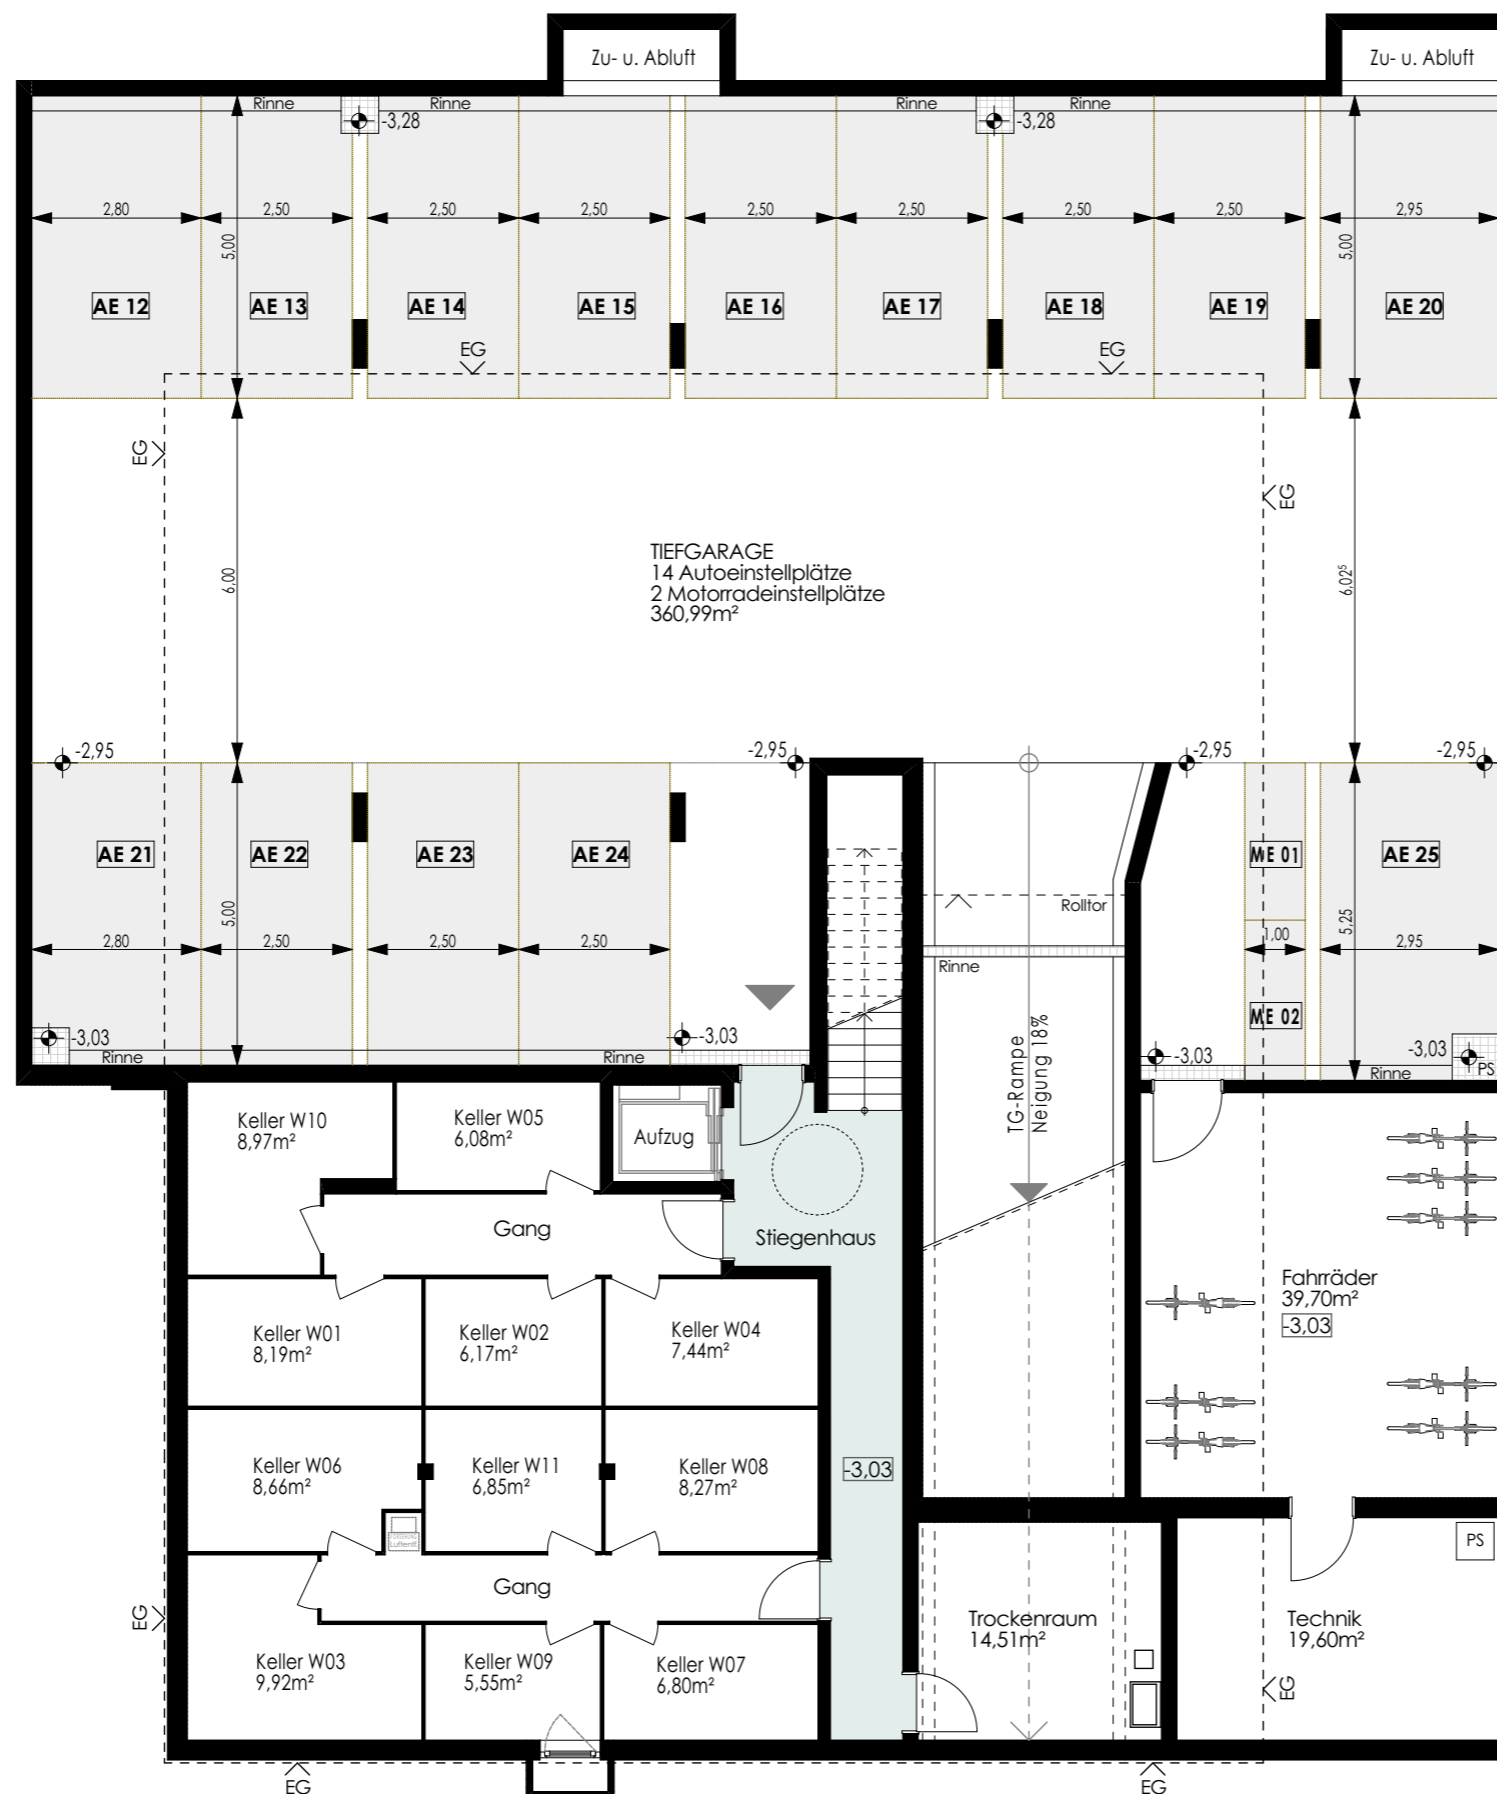 Zu- u. Abluft
Zu- u. Abluft
Rinne
Rinne
Rinne
Rinne
-3,28
-3,28
2,80
2,50
2,50
2,50
2,50
2,50
2,50
2,50
2,95
5,00
5,00
AE 12
AE 13
AE 14
AE 15
AE 16
AE 17
AE 18
AE 19
AE 20
EG
EG
EG
EG
TIEFGARAGE
14 Autoeinstellplätze
2 Motorradeinstellplätze
360,99m²
6,00
6,02⁵
-2,95
-2,95
-2,95
-2,95
AE 21
AE 22
AE 23
AE 24
ME 01
AE 25
Rolltor
5,00
5,25
2,80
2,50
2,50
2,50
1,00
2,95
Rinne
ME 02
-3,03
-3,03
-3,03
-3,03
Rinne
Rinne
Rinne
PS
TG-Rampe
Neigung 18%
Keller W10
8,97m²
Keller W05
6,08m²
Aufzug
Gang
Stiegenhaus
Fahrräder
39,70m²
-3,03
Keller W01
8,19m²
Keller W02
6,17m²
Keller W04
7,44m²
Keller W06
8,66m²
Keller W11
6,85m²
Keller W08
8,27m²
-3,03
Luftentf.
PS
Gang
EG
Trockenraum
14,51m²
Technik
19,60m²
Keller W03
9,92m²
Keller W09
5,55m²
Keller W07
6,80m²
EG
EG
EG